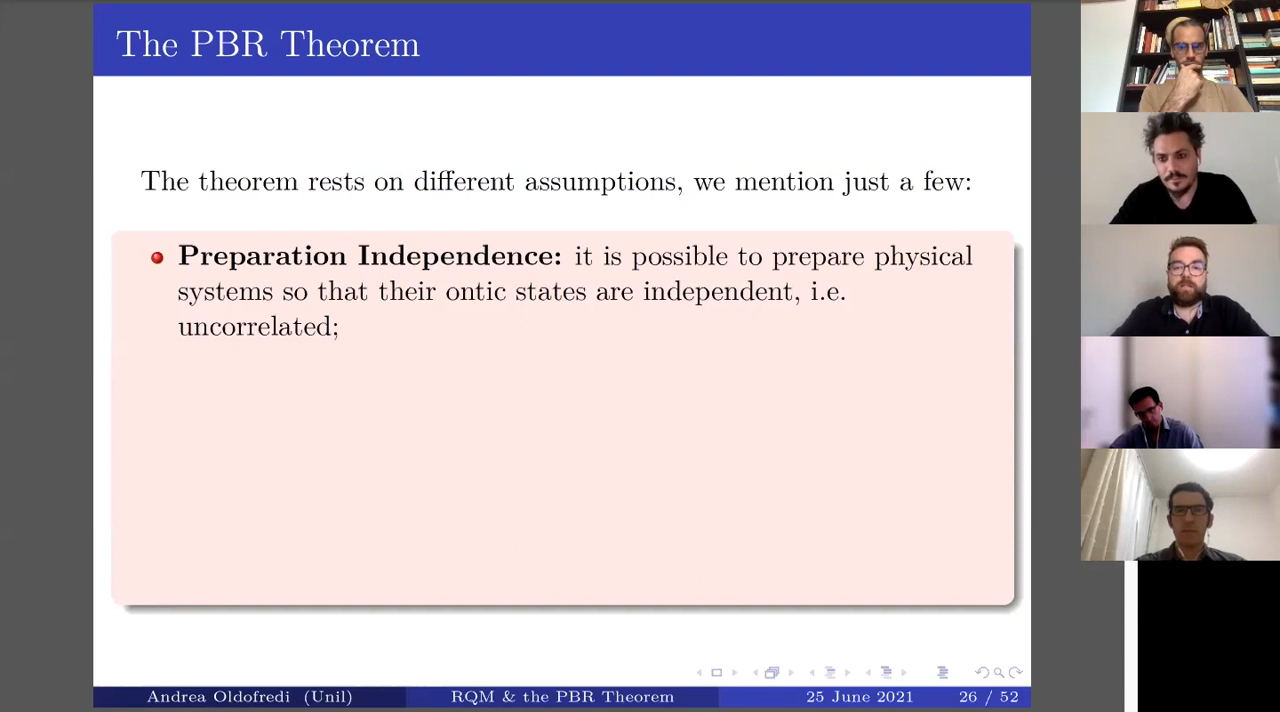 The PBR Theorem
The theorem rests on different assumptions, we mention just a few:
Preparation Independence: it is possible to prepare physical
systems so that their ontic states are independent, i.e.
uncorrelated;
Andrea Oldofredi (Unil) RQM & the PBR Theorem 25 June 2021 26 / 52